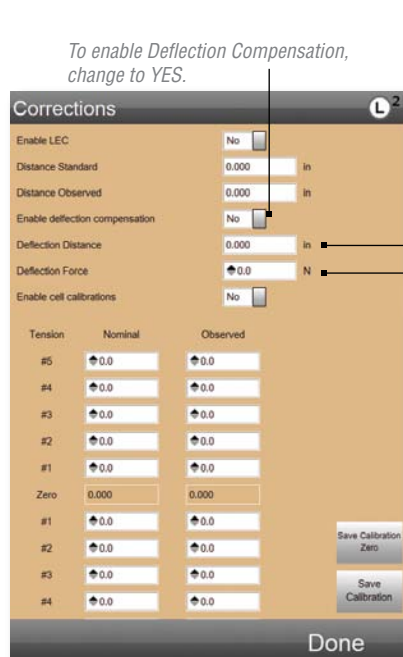 To enable Deflection Compensation,
change to YES.
Corrections L2
Enable LEC No
Distance Standard 0.000 in
Distance Observed 0.000 in
Enable delfection compensation No
Deflection Distance 0.000 in
Deflection Force 0.0 N
Enable cell calibrations No
Tension Nominal Observed
#5 0.0 0.0
#4 0.0 0.0
#3 0.0 0.0
#2 0.0 0.0
#1 0.0 0.0
Zero 0.000 0.000
#1 0.0 0.0
#2 0.0 0.0
#3 0.0 0.0
#4 0.0 0.0
Save Calibration
Zero
Save
Calibration
Done